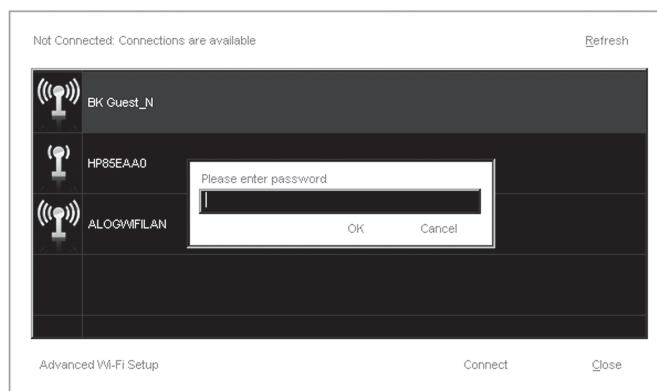 Not Connected: Connections are available Refresh
BK Guest_N
HP85EAA0
Please enter password
ALOGWIFILAN
OK Cancel
Advanced Wi-Fi Setup Connect Close